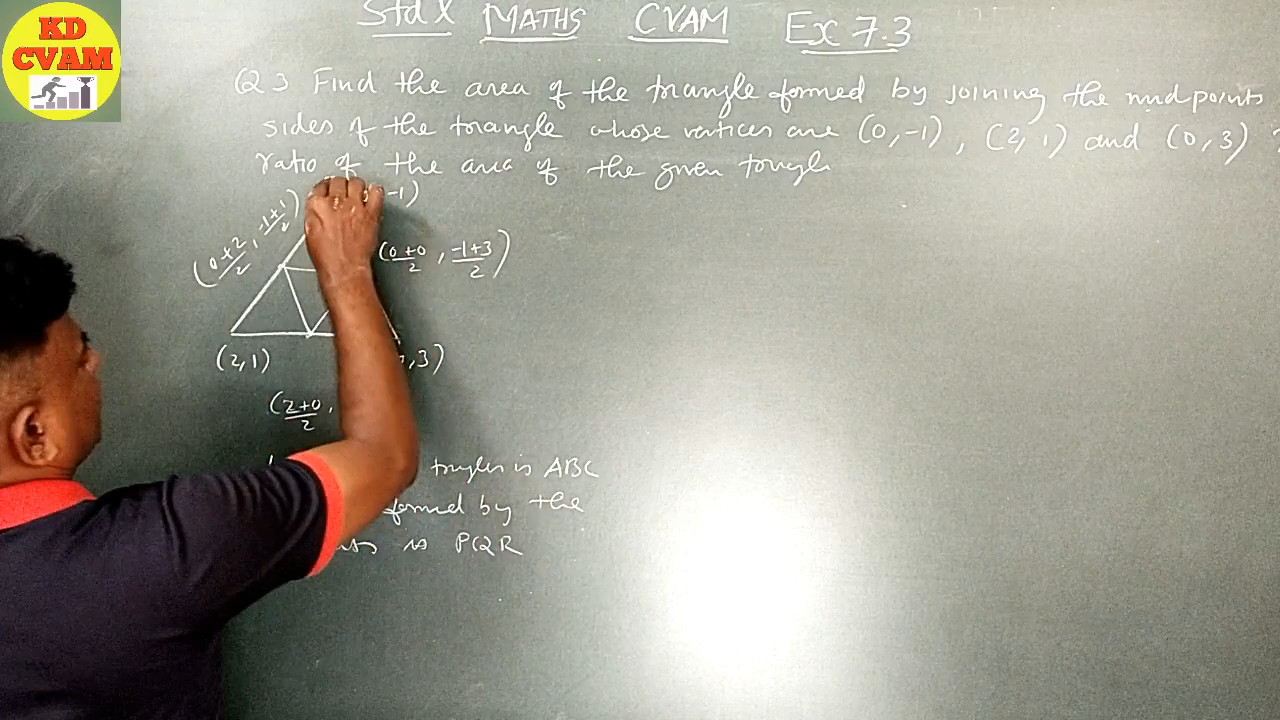 KD
CVAM
Std X MATHS CVAM Ex 7.3
Q3 Find the area of the triangle formed by joining the midpoints
sides of the triangle whose vertices are (0,-1), (2,1) and (0,3)
ratio of the area of the given
-1)
(0+2/2, -1+1/2)
(0+0/2, -1+3/2)
(2,1) ,3)
(2+0/2,
is ABC
formed by the
is PQR